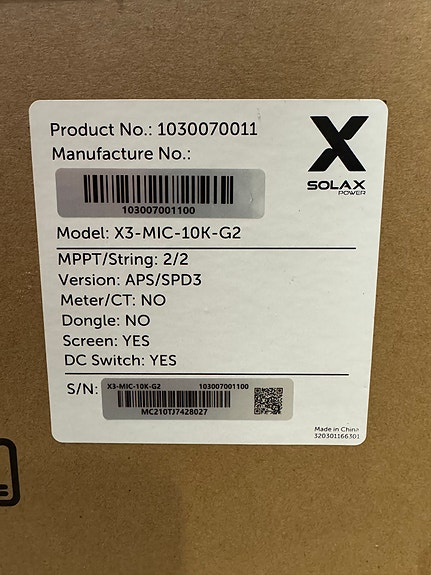 Product No.: 1030070011
Manufacture No.:
103007001100
X
SOLAX
POWER
Model: X3-MIC-10K-G2
MPPT/String: 2/2
Version: APS/SPD3
Meter/CT: NO
Dongle: NO
Screen: YES
DC Switch: YES
S/N:
X3-MIC-10K-G2 103007001100
MC210TJ7428027
Made in China
320301166301